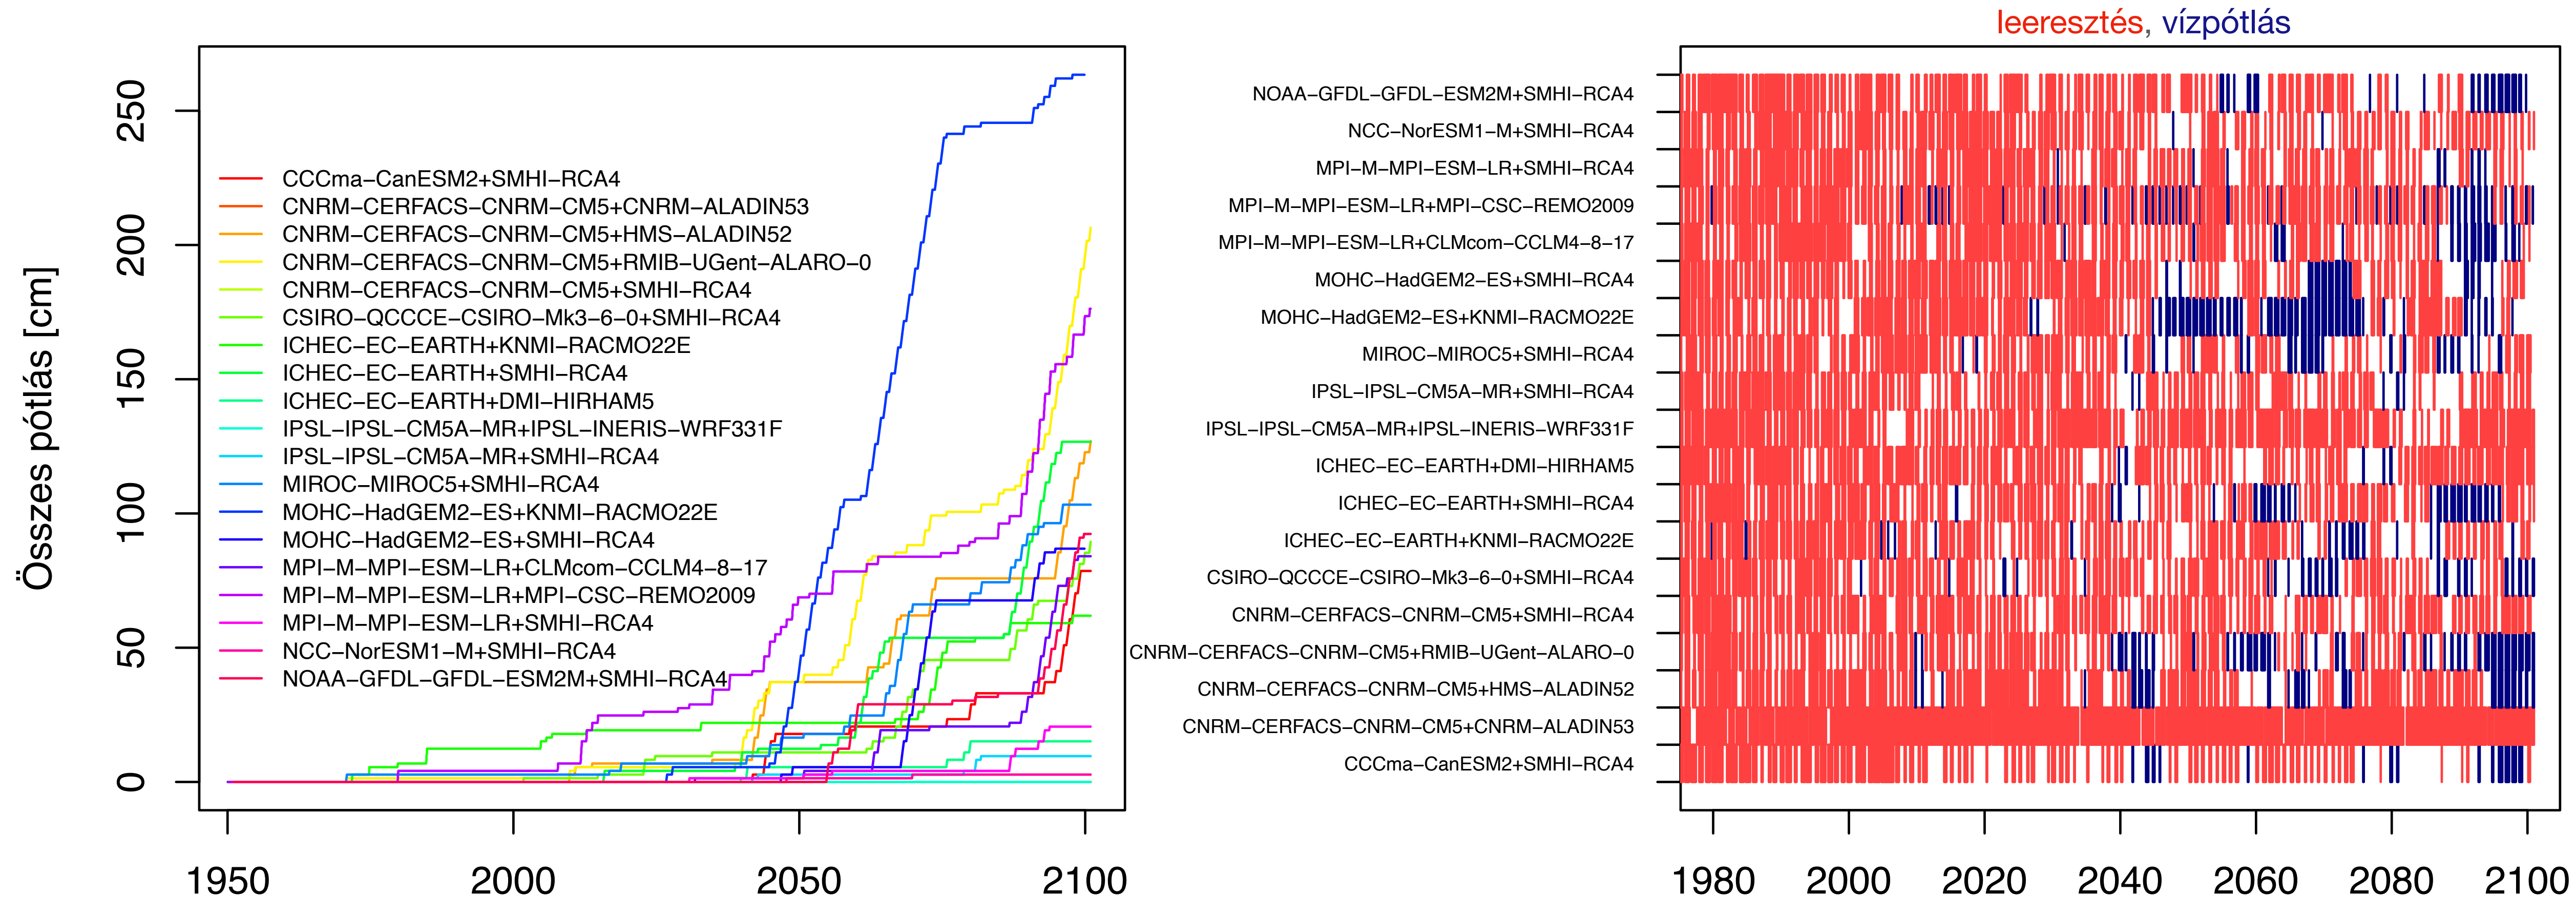 leeresztés, vízpótlás
Összes pótlás [cm]
250
200
150
100
50
0
CCCma−CanESM2+SMHI−RCA4
CNRM−CERFACS−CNRM−CM5+CNRM−ALADIN53
CNRM−CERFACS−CNRM−CM5+HMS−ALADIN52
CNRM−CERFACS−CNRM−CM5+RMIB−UGent−ALARO−0
CNRM−CERFACS−CNRM−CM5+SMHI−RCA4
CSIRO−QCCCE−CSIRO−Mk3−6−0+SMHI−RCA4
ICHEC−EC−EARTH+KNMI−RACMO22E
ICHEC−EC−EARTH+SMHI−RCA4
ICHEC−EC−EARTH+DMI−HIRHAM5
IPSL−IPSL−CM5A−MR+IPSL−INERIS−WRF331F
IPSL−IPSL−CM5A−MR+SMHI−RCA4
MIROC−MIROC5+SMHI−RCA4
MOHC−HadGEM2−ES+KNMI−RACMO22E
MOHC−HadGEM2−ES+SMHI−RCA4
MPI−M−MPI−ESM−LR+CLMcom−CCLM4−8−17
MPI−M−MPI−ESM−LR+MPI−CSC−REMO2009
MPI−M−MPI−ESM−LR+SMHI−RCA4
NCC−NorESM1−M+SMHI−RCA4
NOAA−GFDL−GFDL−ESM2M+SMHI−RCA4
1950 2000 2050 2100
NOAA−GFDL−GFDL−ESM2M+SMHI−RCA4
NCC−NorESM1−M+SMHI−RCA4
MPI−M−MPI−ESM−LR+SMHI−RCA4
MPI−M−MPI−ESM−LR+MPI−CSC−REMO2009
MPI−M−MPI−ESM−LR+CLMcom−CCLM4−8−17
MOHC−HadGEM2−ES+SMHI−RCA4
MOHC−HadGEM2−ES+KNMI−RACMO22E
MIROC−MIROC5+SMHI−RCA4
IPSL−IPSL−CM5A−MR+SMHI−RCA4
IPSL−IPSL−CM5A−MR+IPSL−INERIS−WRF331F
ICHEC−EC−EARTH+DMI−HIRHAM5
ICHEC−EC−EARTH+SMHI−RCA4
ICHEC−EC−EARTH+KNMI−RACMO22E
CSIRO−QCCCE−CSIRO−Mk3−6−0+SMHI−RCA4
CNRM−CERFACS−CNRM−CM5+SMHI−RCA4
CNRM−CERFACS−CNRM−CM5+RMIB−UGent−ALARO−0
CNRM−CERFACS−CNRM−CM5+HMS−ALADIN52
CNRM−CERFACS−CNRM−CM5+CNRM−ALADIN53
CCCma−CanESM2+SMHI−RCA4
1980 2000 2020 2040 2060 2080 2100